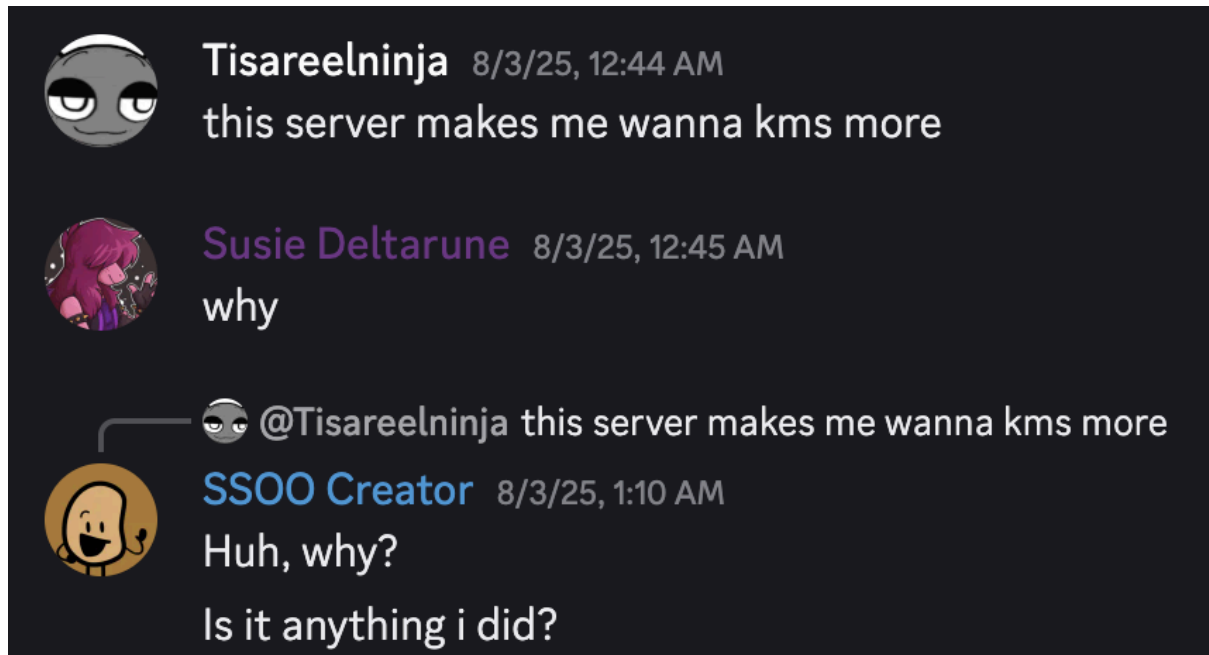 Tisareelninja 8/3/25, 12:44 AM
this server makes me wanna kms more
Susie Deltarune 8/3/25, 12:45 AM
why
@Tisareelninja this server makes me wanna kms more
SSOO Creator 8/3/25, 1:10 AM
Huh, why?
Is it anything i did?